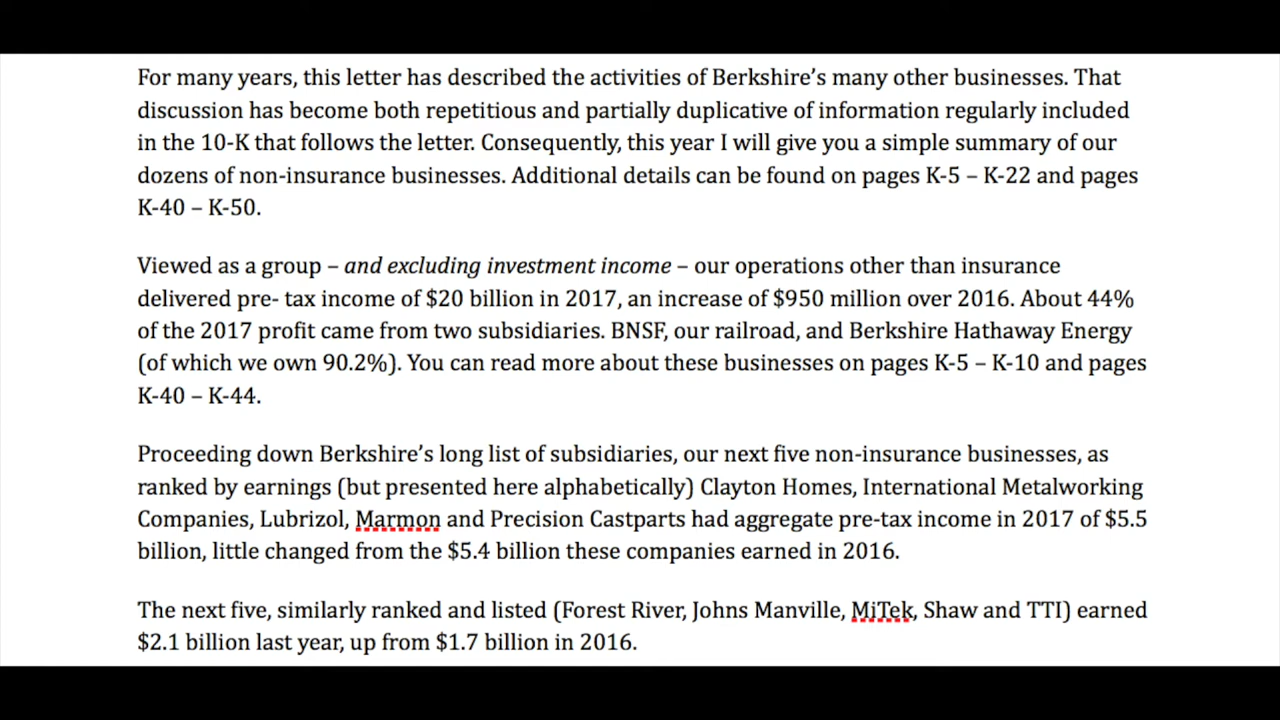 For many years, this letter has described the activities of Berkshire’s many other businesses. That
discussion has become both repetitious and partially duplicative of information regularly included
in the 10-K that follows the letter. Consequently, this year I will give you a simple summary of our
dozens of non-insurance businesses. Additional details can be found on pages K-5 – K-22 and pages
K-40 – K-50.
Viewed as a group – and excluding investment income – our operations other than insurance
delivered pre- tax income of $20 billion in 2017, an increase of $950 million over 2016. About 44%
of the 2017 profit came from two subsidiaries. BNSF, our railroad, and Berkshire Hathaway Energy
(of which we own 90.2%). You can read more about these businesses on pages K-5 – K-10 and pages
K-40 – K-44.
Proceeding down Berkshire’s long list of subsidiaries, our next five non-insurance businesses, as
ranked by earnings (but presented here alphabetically) Clayton Homes, International Metalworking
Companies, Lubrizol, Marmon and Precision Castparts had aggregate pre-tax income in 2017 of $5.5
billion, little changed from the $5.4 billion these companies earned in 2016.
The next five, similarly ranked and listed (Forest River, Johns Manville, MiTek, Shaw and TTI) earned
$2.1 billion last year, up from $1.7 billion in 2016.